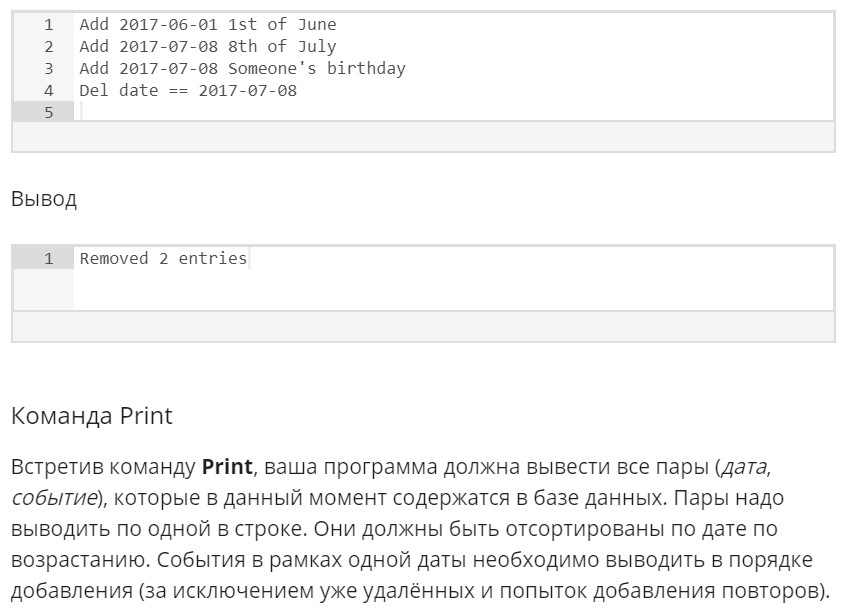 1 Add 2017-06-01 1st of June
2 Add 2017-07-08 8th of July
3 Add 2017-07-08 Someone's birthday
4 Del date == 2017-07-08
5
Вывод
1 Removed 2 entries
Команда Print
Встретив команду Print, ваша программа должна вывести все пары (дата,
событие), которые в данный момент содержатся в базе данных. Пары надо
выводить по одной в строке. Они должны быть отсортированы по дате по
возрастанию. События в рамках одной даты необходимо выводить в порядке
добавления (за исключением уже удалённых и попыток добавления повторов).